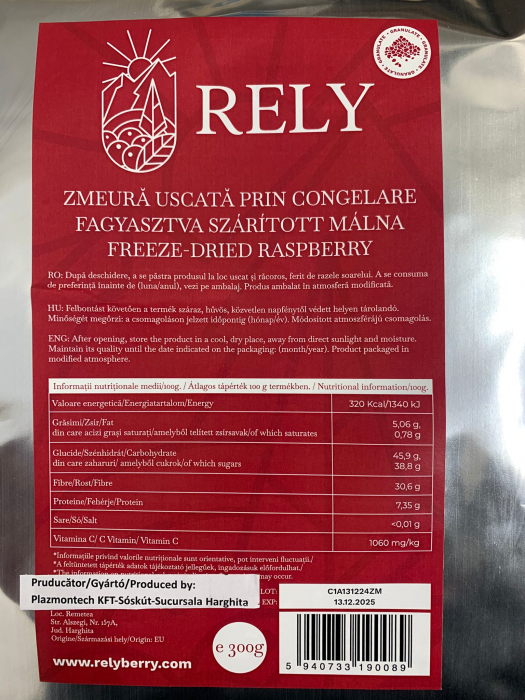 GRANULATE • GRANULATE • GRANULATE • GRANULATE •
RELY
ZMEURĂ USCATĂ PRIN CONGELARE
FAGYASZTVA SZÁRÍTOTT MÁLNA
FREEZE-DRIED RASPBERRY
RO: După deschidere, a se păstra produsul la loc uscat și răcoros, ferit de razele soarelui. A se consuma
de preferință înainte de (luna/anul), vezi pe ambalaj. Produs ambalat în atmosferă modificată.
HU: Felbontást követően a termék száraz, hűvös, közvetlen napfénytől védett helyen tárolandó.
Minőségét megőrzi: a csomagoláson jelzett időpontig (hónap/év). Módosított atmoszférájú csomagolás.
ENG: After opening, store the product in a cool, dry place, away from direct sunlight and moisture.
Maintain its quality until the date indicated on the packaging: (month/year). Product packaged in
modified atmosphere.
Informații nutriționale medii/100g. / Átlagos tápérték 100 g termékben. / Nutritional information/100g.
Valoare energetică/Energiatartalom/Energy 320 Kcal/1340 kJ
Grăsimi/Zsír/Fat 5,06 g,
din care acizi grași saturați/amelyből telített zsírsavak/of which saturates 0,78 g
Glucide/Szénhidrát/Carbohydrate 45,9 g,
din care zaharuri/ amelyből cukrok/of which sugars 38,8 g
Fibre/Rost/Fibre 30,6 g
Proteine/Fehérje/Protein 7,35 g
Sare/Só/Salt <0,01 g
Vitamina C/ C Vitamin/ Vitamin C 1060 mg/kg
*Informațiile privind valorile nutriționale sunt orientative, pot interveni fluctuații./
*A feltüntetett tápérték adatok tájékoztató jellegűek, ingadozásuk előfordulhat./
may occur.
Pruducător/Gyártó/Produced by:
Plazmontech KFT-Sóskút-Sucursala Harghita
LOT: C1A131224ZM
EXP: 13.12.2025
Loc. Remetea
Str. Alszegi, Nr. 137A,
Jud. Harghita
Origine/Származási hely/Origin: EU
www.relyberry.com
e 300g
5 940733 190089